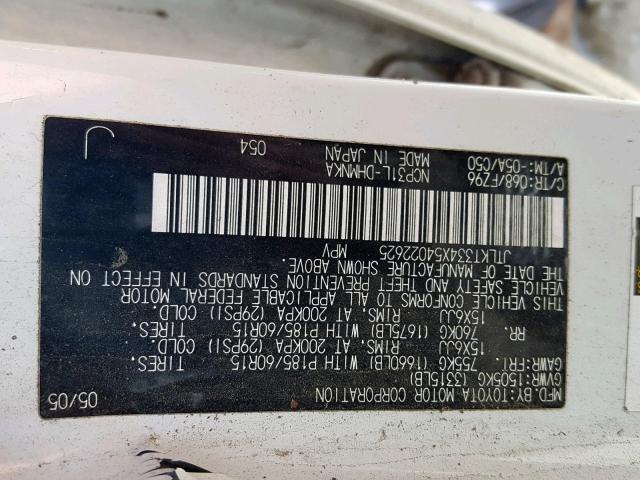 MFD.BY:TOYOTA MOTOR CORPORATION 05/05
GVWR:1505KG (3315LB)
GAWR:FRT. 755KG (1660LB) WITH P185/60R15 TIRES.
15X6JJ RIMS, AT 200KPA (29PSI) COLD.
RR. 760KG (1675LB) WITH P185/60R15 TIRES.
15X6JJ RIMS, AT 200KPA (29PSI) COLD.
THIS VEHICLE CONFORMS TO ALL APPLICABLE FEDERAL MOTOR
VEHICLE SAFETY AND THEFT PREVENTION STANDARDS IN EFFECT ON
THE DATE OF MANUFACTURE SHOWN ABOVE.
JTLKT334X54022625 MPV
C/TR:068/FZ96 NCP31L-DHMNKA 054 J
A/TM:-05A/C50 MADE IN JAPAN